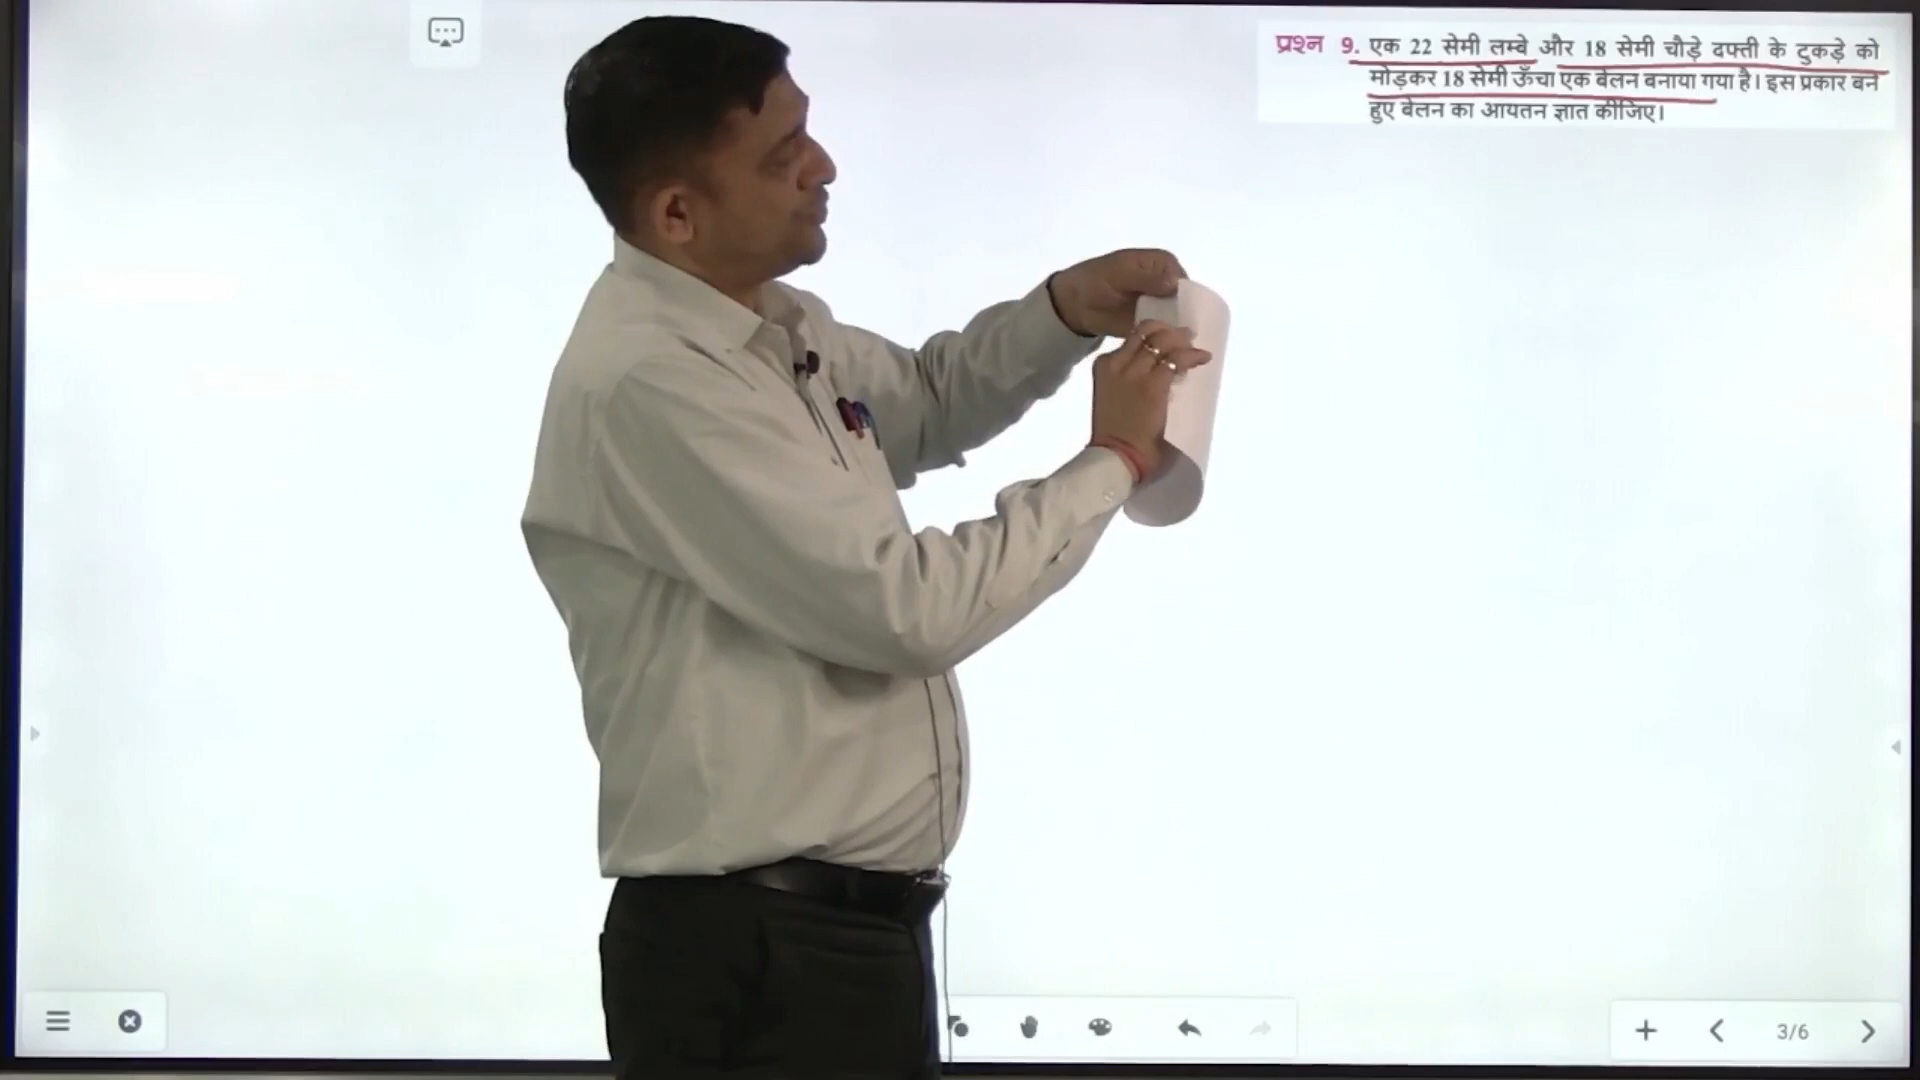 प्रश्न 9. एक 22 सेमी लम्बे और 18 सेमी चौड़े दफ्ती के टुकड़े को
मोड़कर 18 सेमी ऊँचा एक बेलन बनाया गया है। इस प्रकार बने
हुए बेलन का आयतन ज्ञात कीजिए।
3/6